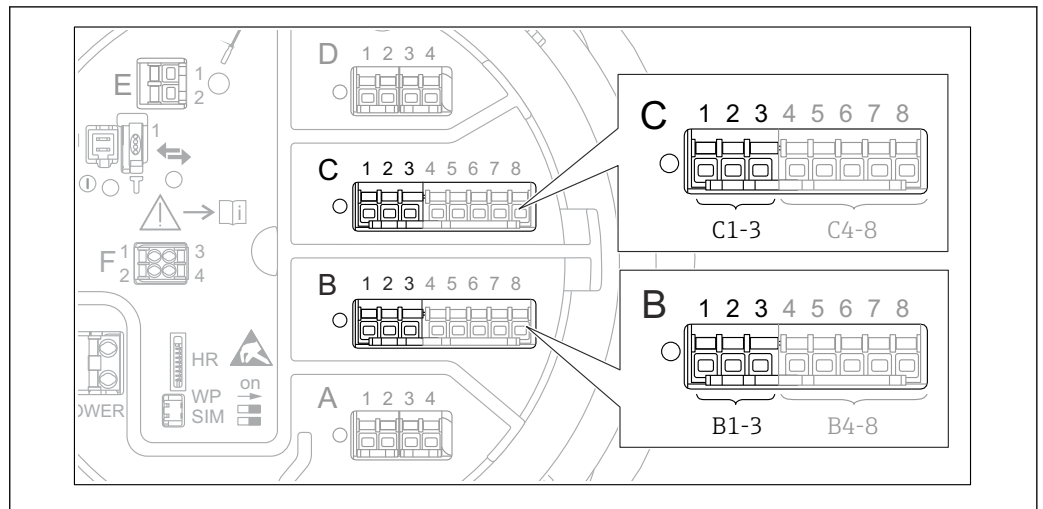 D 1 2 3 4
E 1
2
1
C 1 2 3 4 5 6 7 8
C 1 2 3 4 5 6 7 8
C1-3 C4-8
i
F 1 3
2 4
B 1 2 3 4 5 6 7 8
B 1 2 3 4 5 6 7 8
B1-3 B4-8
HR
WP on
SIM
OWER
A 1 2 3 4